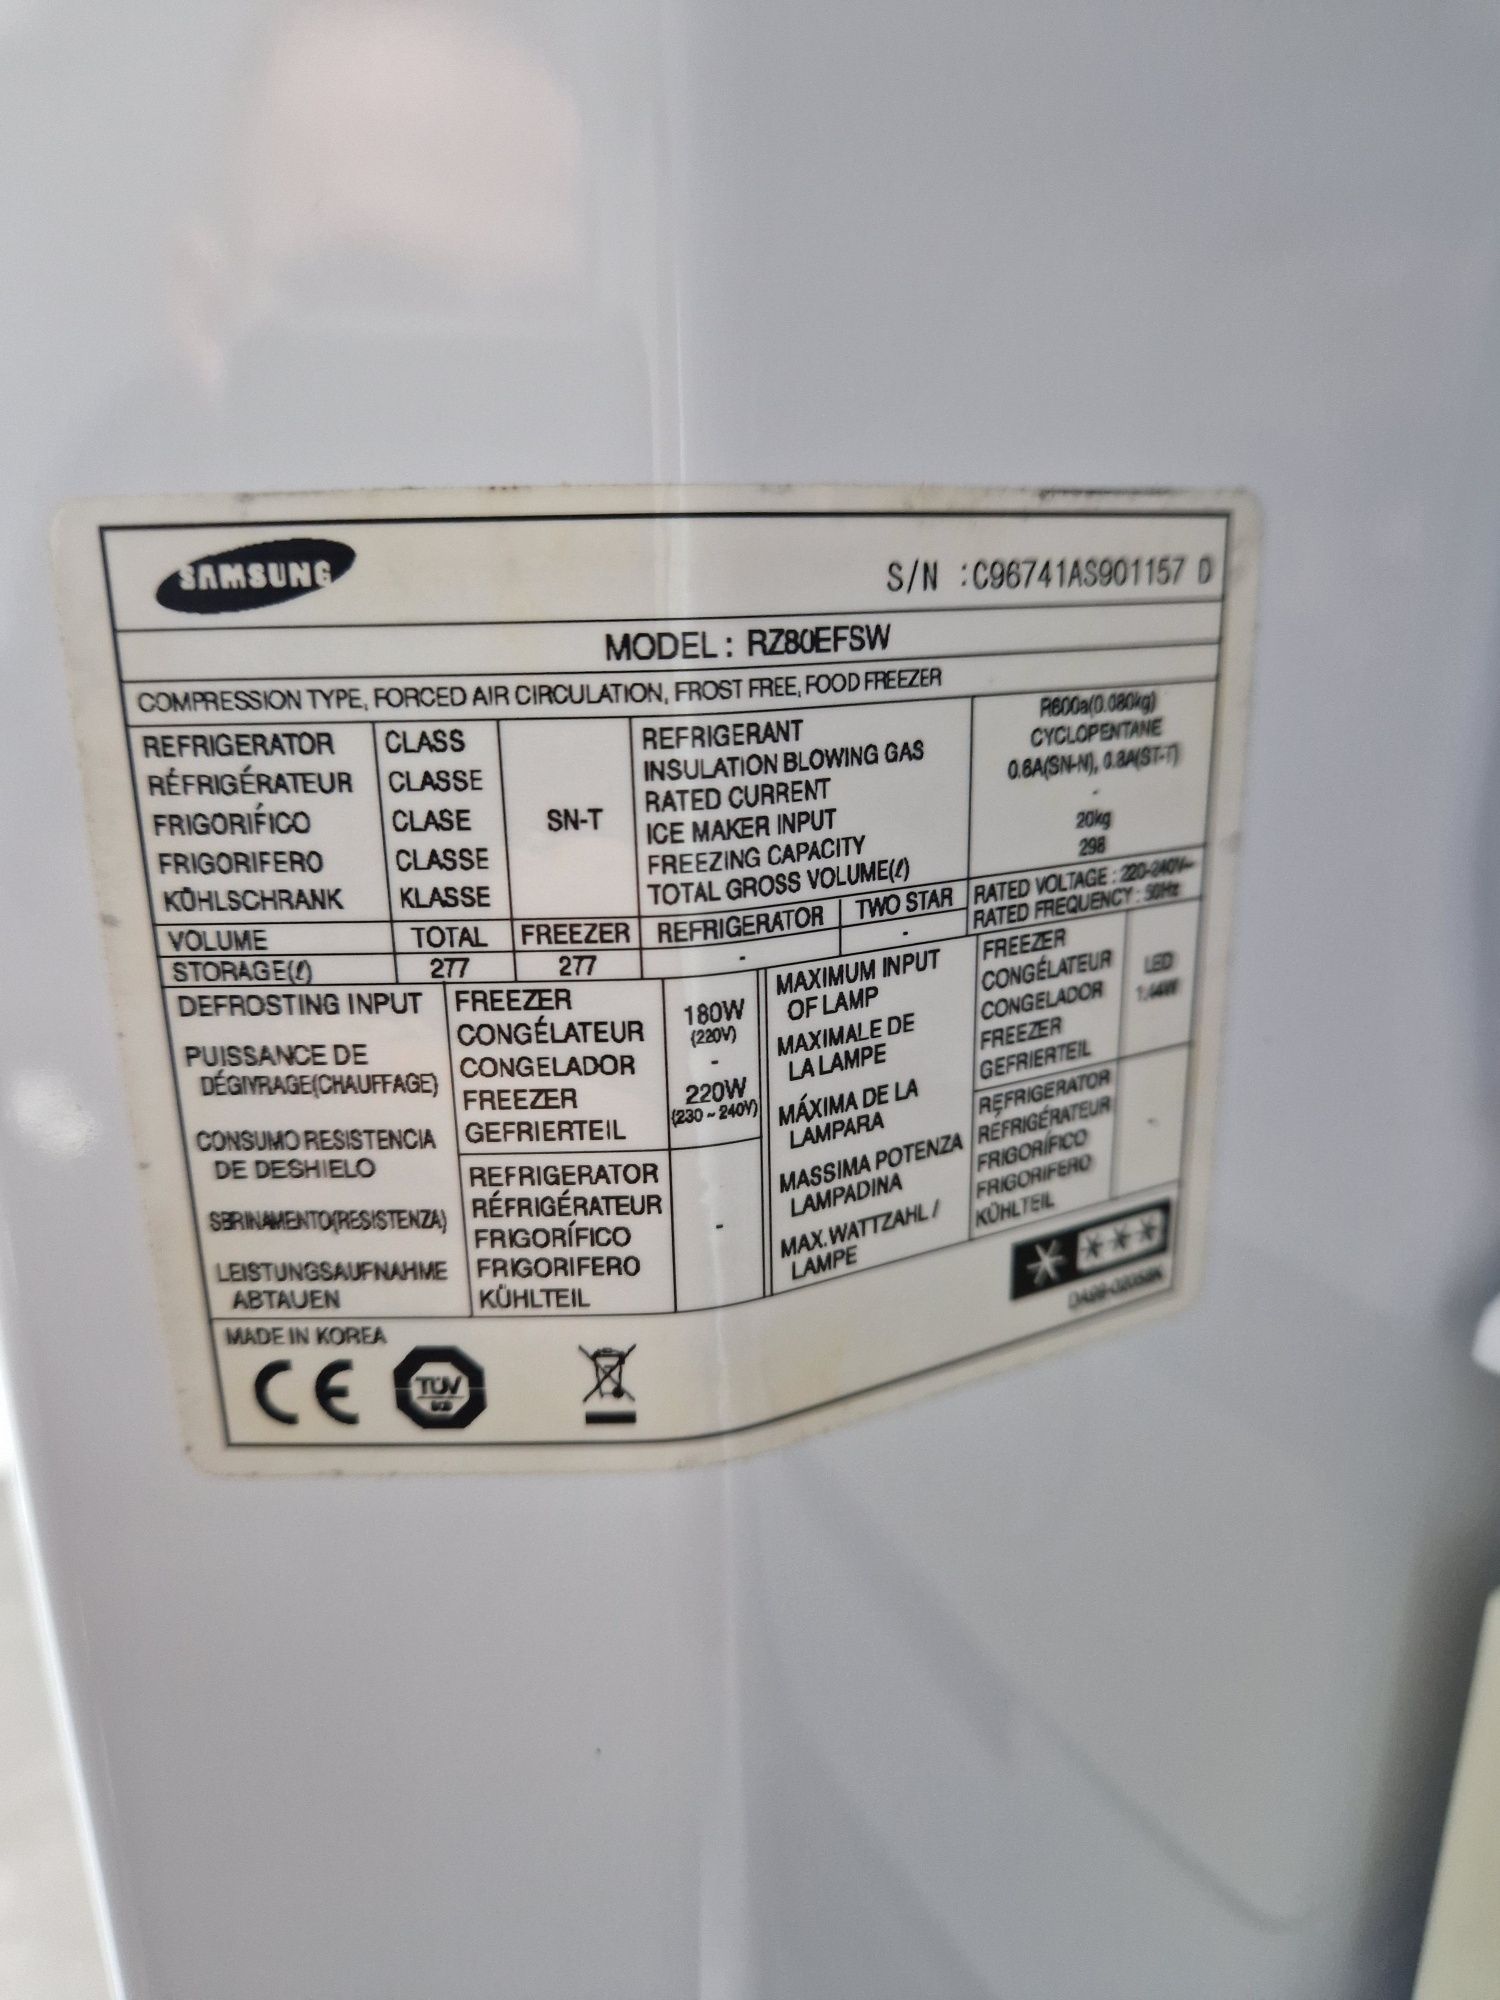 SAMSUNG
S/N :C96741AS901157 D
MODEL: RZ80EFSW
COMPRESSION TYPE, FORCED AIR CIRCULATION, FROST FREE, FOOD FREEZER
REFRIGERATOR CLASS
RÉFRIGÉRATEUR CLASSE
FRIGORÍFICO CLASE
FRIGORIFERO CLASSE
KÜHLSCHRANK KLASSE
SN-T
REFRIGERANT R600a(0.080kg)
INSULATION BLOWING GAS CYCLOPENTANE
RATED CURRENT 0.6A(SN-N), 0.8A(ST-T)
ICE MAKER INPUT -
FREEZING CAPACITY 20kg
TOTAL GROSS VOLUME(ℓ) 298
VOLUME TOTAL FREEZER REFRIGERATOR TWO STAR
STORAGE(ℓ) 277 277 - -
RATED VOLTAGE : 220-240V~
RATED FREQUENCY : 50Hz
DEFROSTING INPUT
PUISSANCE DE
DÉGIVRAGE(CHAUFFAGE)
CONSUMO RESISTENCIA
DE DESHIELO
SBRINAMENTO(RESISTENZA)
LEISTUNGSAUFNAHME
ABTAUEN
FREEZER
CONGÉLATEUR
CONGELADOR
FREEZER
GEFRIERTEIL
180W
(220V)
-
220W
(230 ~ 240V)
REFRIGERATOR
RÉFRIGÉRATEUR
FRIGORÍFICO
FRIGORIFERO
KÜHLTEIL
-
MAXIMUM INPUT
OF LAMP
MAXIMALE DE
LA LAMPE
MÁXIMA DE LA
LAMPARA
MASSIMA POTENZA
LAMPADINA
MAX. WATTZAHL /
LAMPE
FREEZER
CONGÉLATEUR
CONGELADOR
FREEZER
GEFRIERTEIL
LED
1.44W
REFRIGERATOR
RÉFRIGÉRATEUR
FRIGORÍFICO
FRIGORIFERO
KÜHLTEIL
-
MADE IN KOREA
CE
TÜV